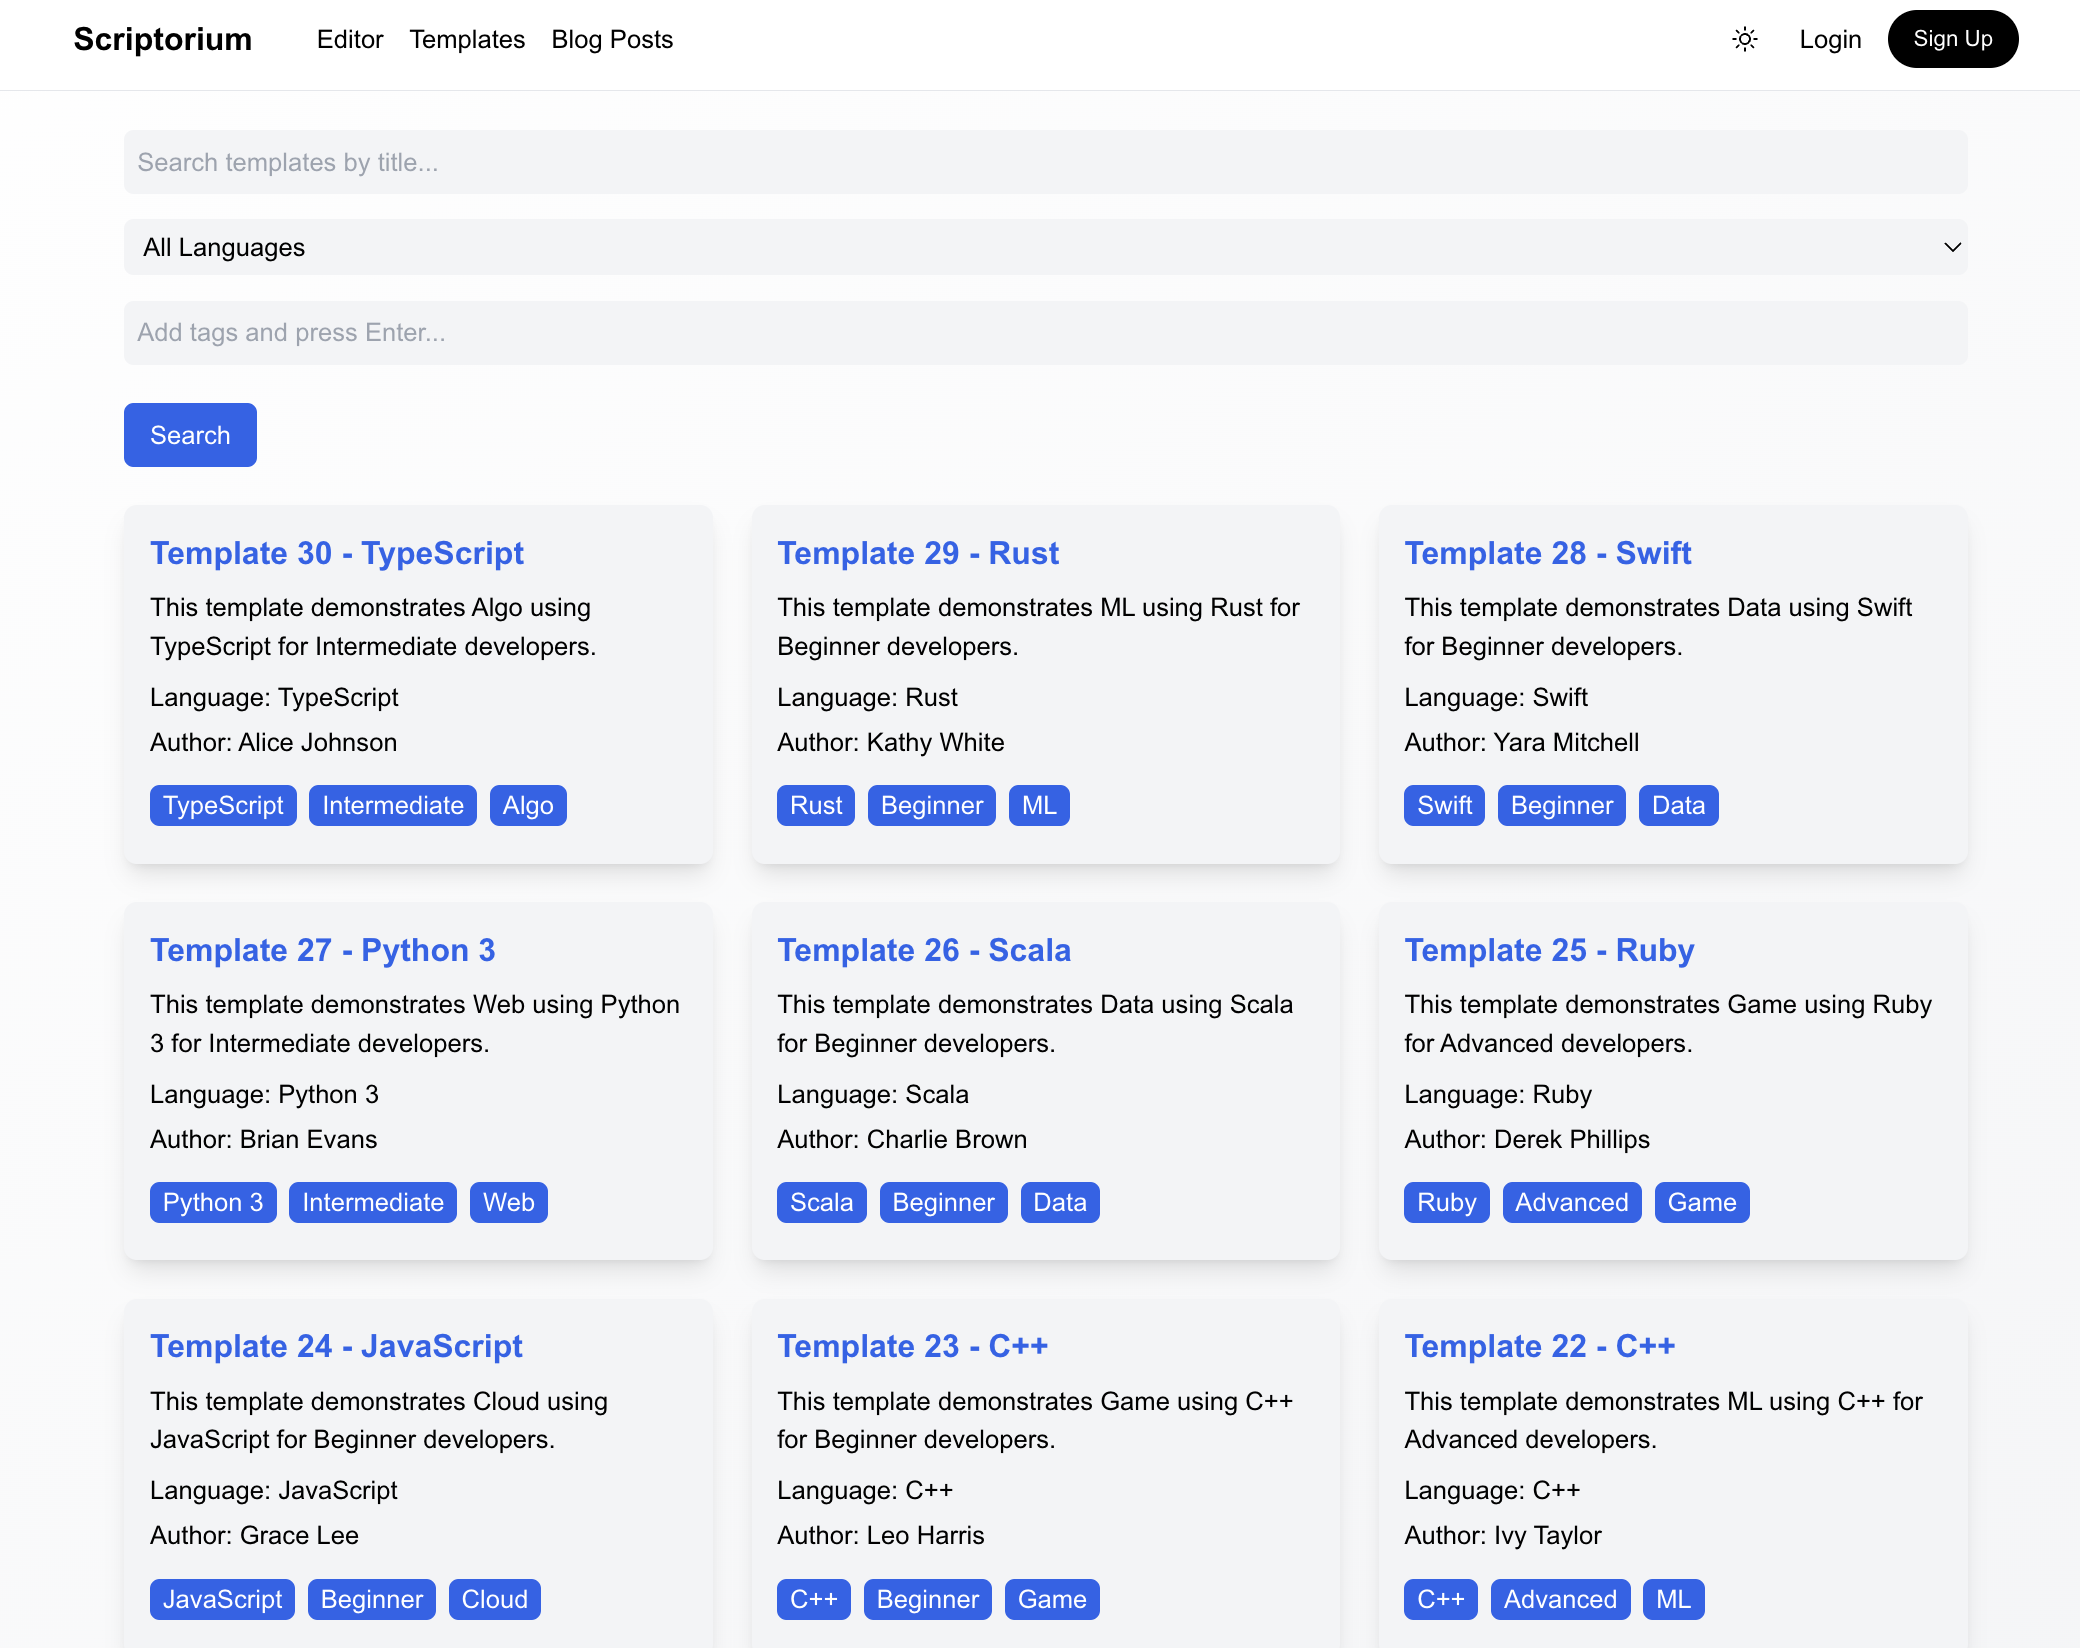 Scriptorium
Editor
Templates
Blog Posts
Login
Sign Up
Search templates by title...
All Languages
Add tags and press Enter...
Search
Template 30 - TypeScript
This template demonstrates Algo using
TypeScript for Intermediate developers.
Language: TypeScript
Author: Alice Johnson
TypeScript Intermediate Algo
Template 29 - Rust
This template demonstrates ML using Rust for
Beginner developers.
Language: Rust
Author: Kathy White
Rust Beginner ML
Template 28 - Swift
This template demonstrates Data using Swift
for Beginner developers.
Language: Swift
Author: Yara Mitchell
Swift Beginner Data
Template 27 - Python 3
This template demonstrates Web using Python
3 for Intermediate developers.
Language: Python 3
Author: Brian Evans
Python 3 Intermediate Web
Template 26 - Scala
This template demonstrates Data using Scala
for Beginner developers.
Language: Scala
Author: Charlie Brown
Scala Beginner Data
Template 25 - Ruby
This template demonstrates Game using Ruby
for Advanced developers.
Language: Ruby
Author: Derek Phillips
Ruby Advanced Game
Template 24 - JavaScript
This template demonstrates Cloud using
JavaScript for Beginner developers.
Language: JavaScript
Author: Grace Lee
JavaScript Beginner Cloud
Template 23 - C++
This template demonstrates Game using C++
for Beginner developers.
Language: C++
Author: Leo Harris
C++ Beginner Game
Template 22 - C++
This template demonstrates ML using C++ for
Advanced developers.
Language: C++
Author: Ivy Taylor
C++ Advanced ML